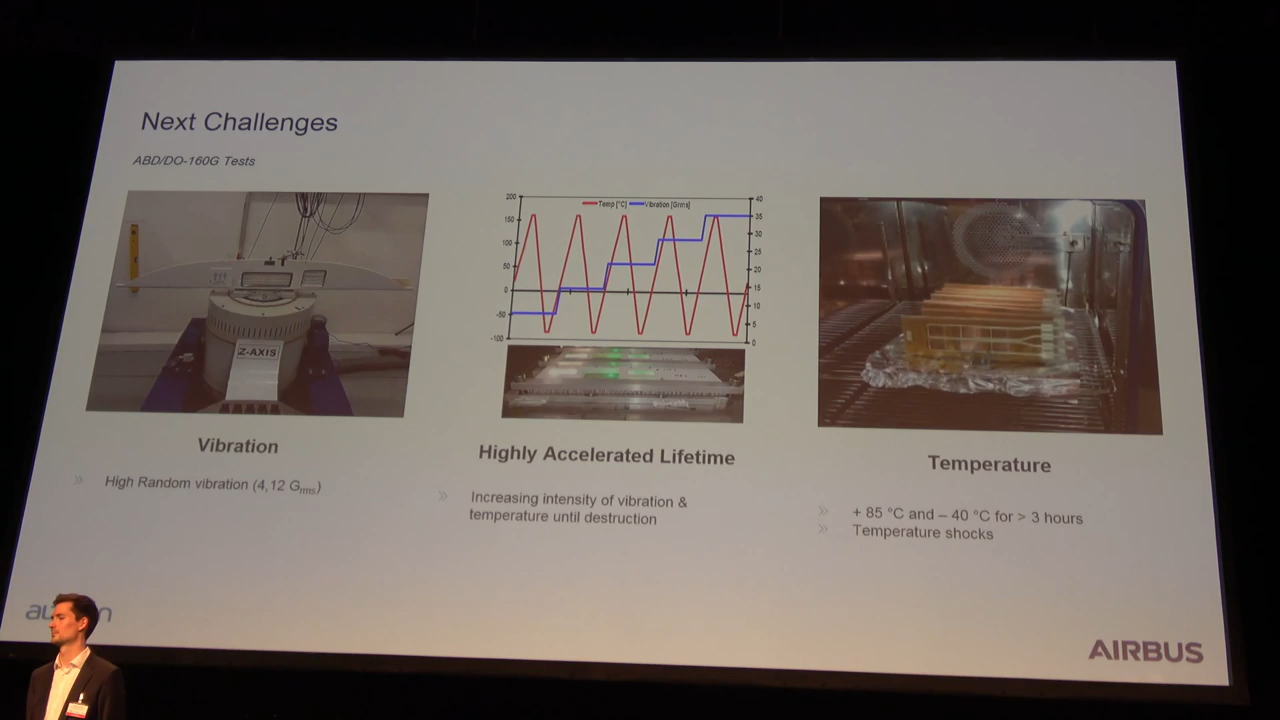 Next Challenges
ABD/DO-160G Tests
Z-AXIS
Vibration
» High Random vibration (4,12 Grms)
Temp [°C] Vibration [Grms]
200
150
100
50
0
-50
-100
40
35
30
25
20
15
10
5
0
Highly Accelerated Lifetime
» Increasing intensity of vibration &
temperature until destruction
Temperature
» + 85 °C and – 40 °C for > 3 hours
» Temperature shocks
AIRBUS